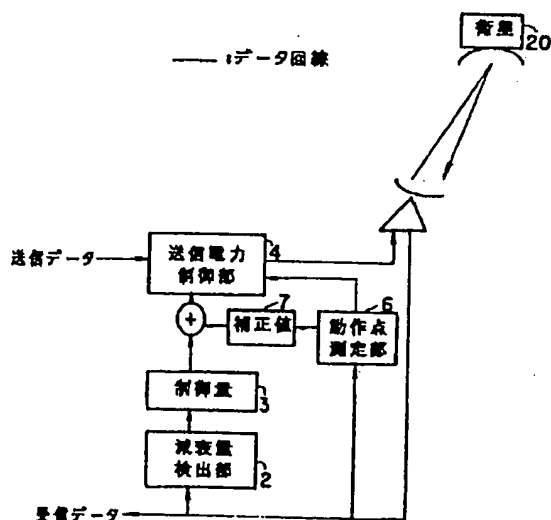 衛星
20
:データ回線
送信データ
送信電力
制御部
4
+
7
補正値
6
動作点
測定部
制御量
3
減衰量
検出部
2
受信データ